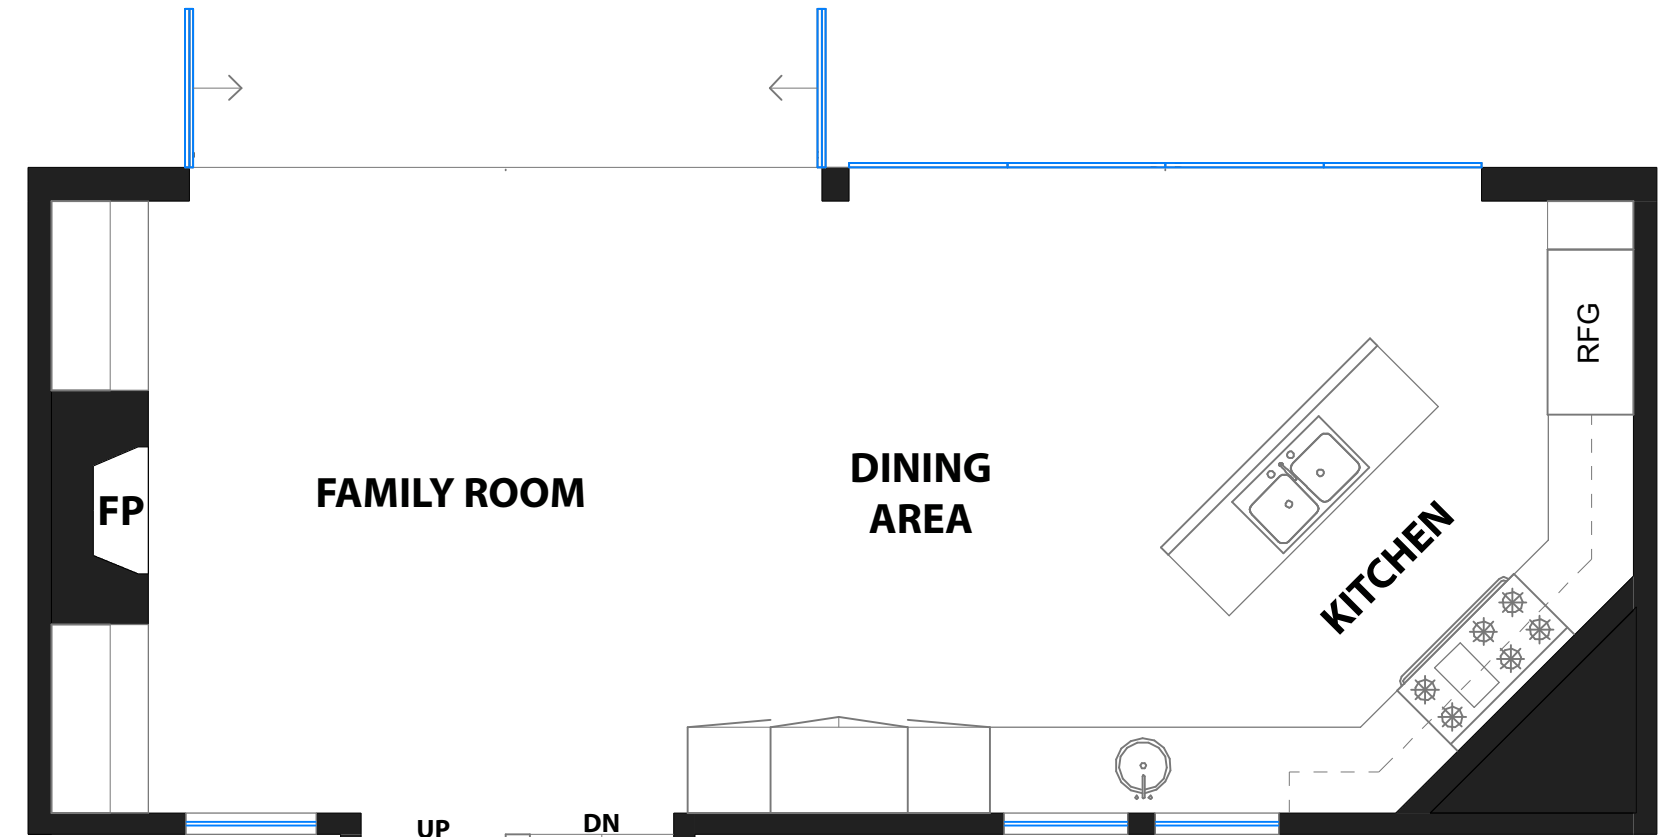 RFG
DINING
AREA
FAMILY ROOM
FP
KITCHEN
UP
DN